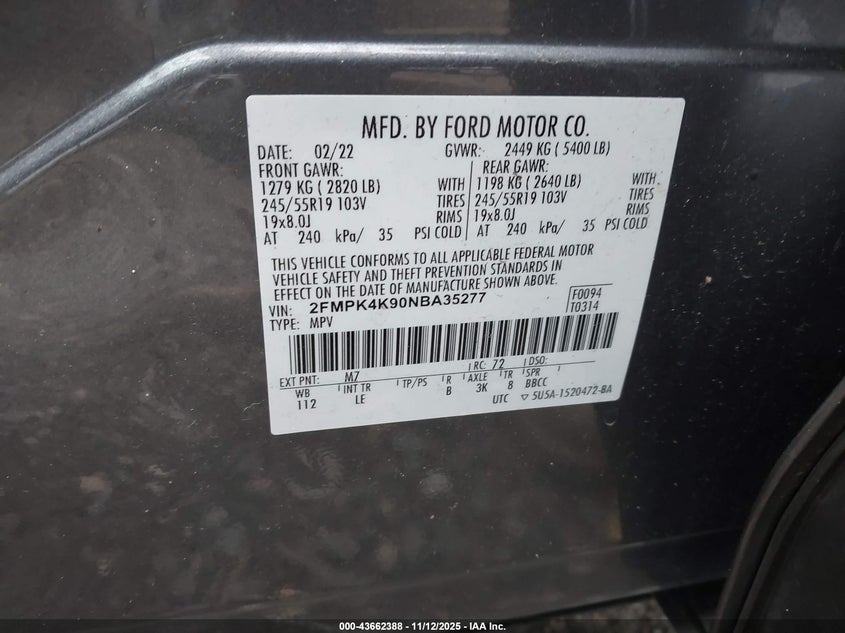 MFD. BY FORD MOTOR CO.
DATE: 02/22 GVWR: 2449 KG ( 5400 LB)
FRONT GAWR: REAR GAWR:
1279 KG ( 2820 LB) WITH 1198 KG ( 2640 LB) WITH
245/55R19 103V TIRES 245/55R19 103V TIRES
19x8.0J RIMS 19x8.0J RIMS
AT 240 kPa/ 35 PSI COLD AT 240 kPa/ 35 PSI COLD
THIS VEHICLE CONFORMS TO ALL APPLICABLE FEDERAL MOTOR
VEHICLE SAFETY AND THEFT PREVENTION STANDARDS IN
EFFECT ON THE DATE OF MANUFACTURE SHOWN ABOVE.
VIN: 2FMPK4K90NBA35277 F0094
TYPE: MPV T0314
EXT PNT: M7 RC: 72 DSO:
WB INT TR TP/PS R AXLE TR SPR
112 LE B 3K 8 BBCC
UTC ▽ 5U5A-1520472-BA
000-43662388 - 11/12/2025 - IAA Inc.